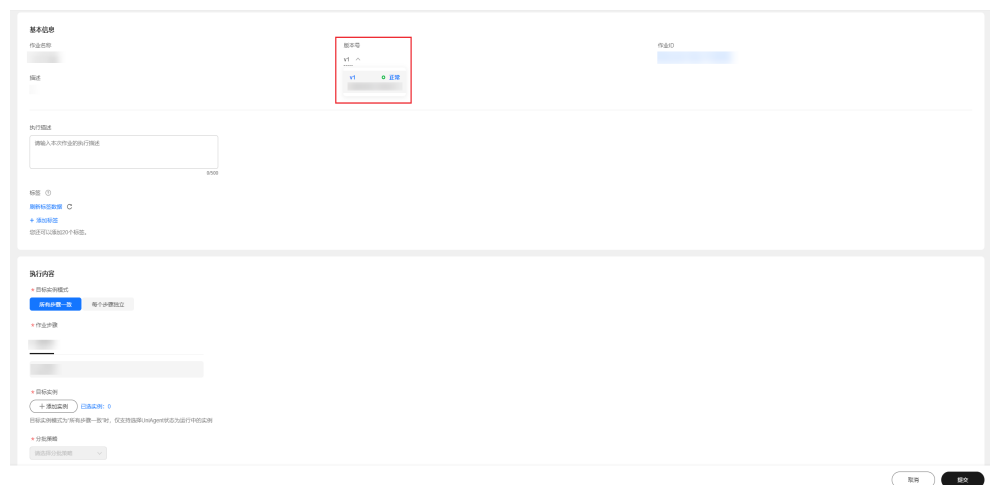 基本信息
作业名称
版本号
作业ID
v1
描述
v1 正常
执行描述
请输入本次作业的执行描述
0/500
标签
刷新标签数据
+ 添加标签
您还可以添加20个标签。
执行内容
* 目标实例模式
所有步骤一致 每个步骤独立
* 作业步骤
* 目标实例
+ 添加实例 已选实例: 0
目标实例模式为“所有步骤一致”时，仅支持选择UniAgent状态为运行中的实例
* 分批策略
请选择分批策略
取消 提交